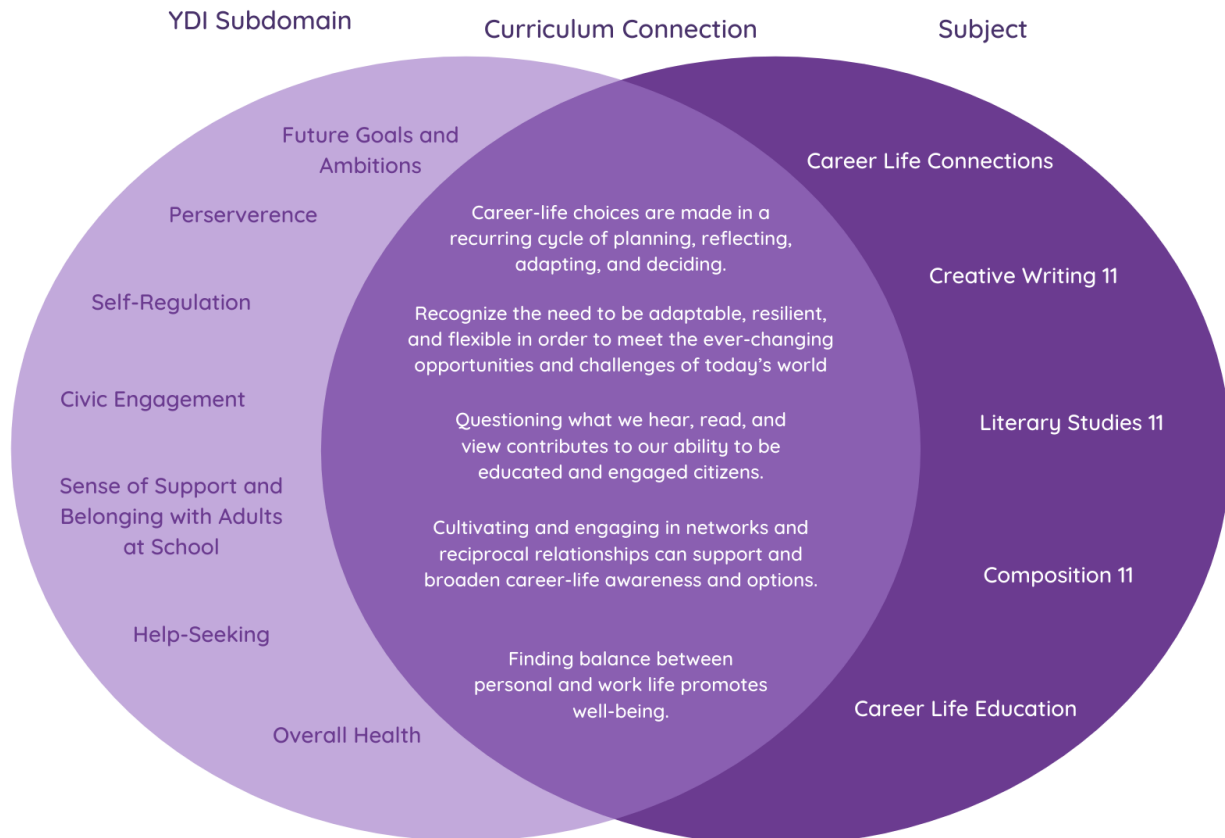 YDI Subdomain
Curriculum Connection
Subject
Future Goals and
Ambitions
Perserverence
Self-Regulation
Civic Engagement
Sense of Support and
Belonging with Adults
at School
Help-Seeking
Overall Health
Career-life choices are made in a
recurring cycle of planning, reflecting,
adapting, and deciding.
Recognize the need to be adaptable, resilient,
and flexible in order to meet the ever-changing
opportunities and challenges of today's world
Questioning what we hear, read, and
view contributes to our ability to be
educated and engaged citizens.
Cultivating and engaging in networks and
reciprocal relationships can support and
broaden career-life awareness and options.
Finding balance between
personal and work life promotes
well-being.
Career Life Connections
Creative Writing 11
Literary Studies 11
Composition 11
Career Life Education